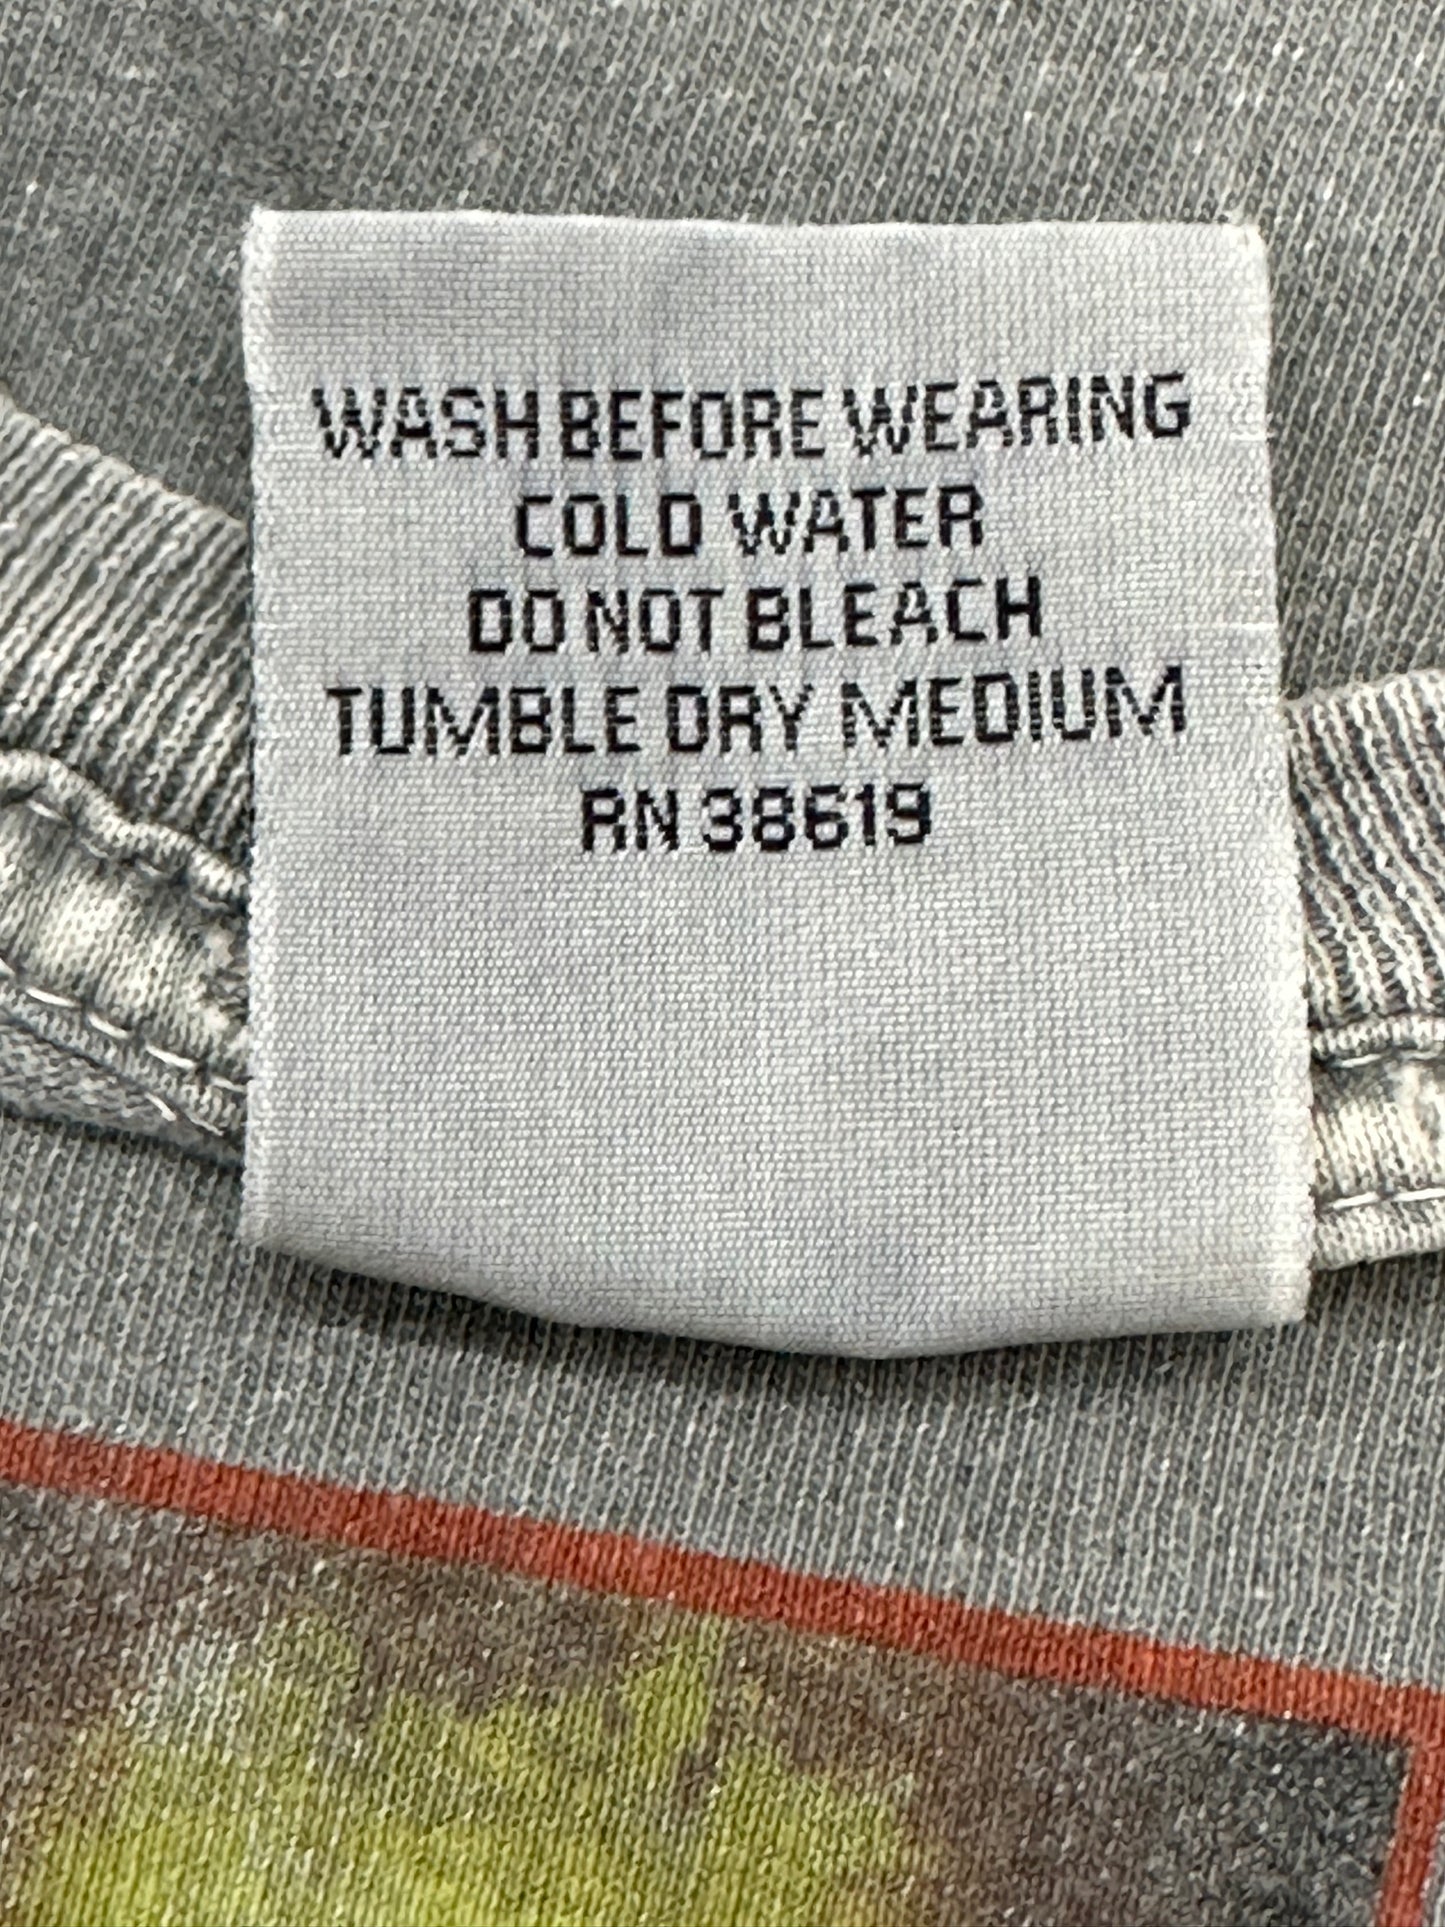 WASH BEFORE WEARING
COLD WATER
DO NOT BLEACH
TUMBLE DRY MEDIUM
RN 38619